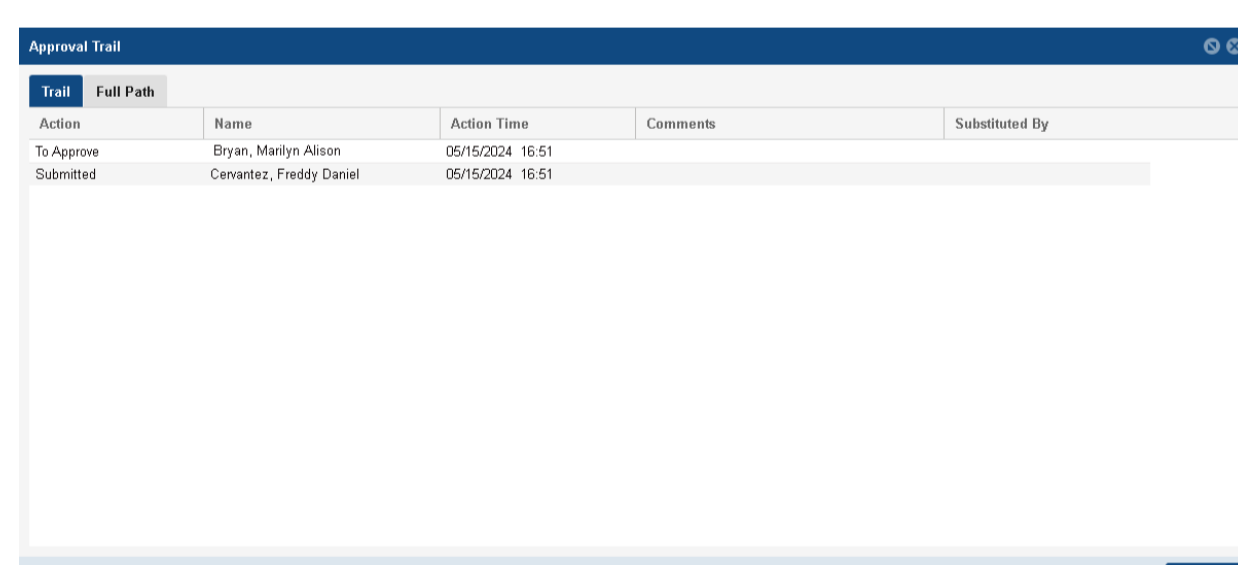 Approval Trail
Trail Full Path
Action Name Action Time Comments Substituted By
To Approve Bryan, Marilyn Alison 05/15/2024 16:51
Submitted Cervantez, Freddy Daniel 05/15/2024 16:51